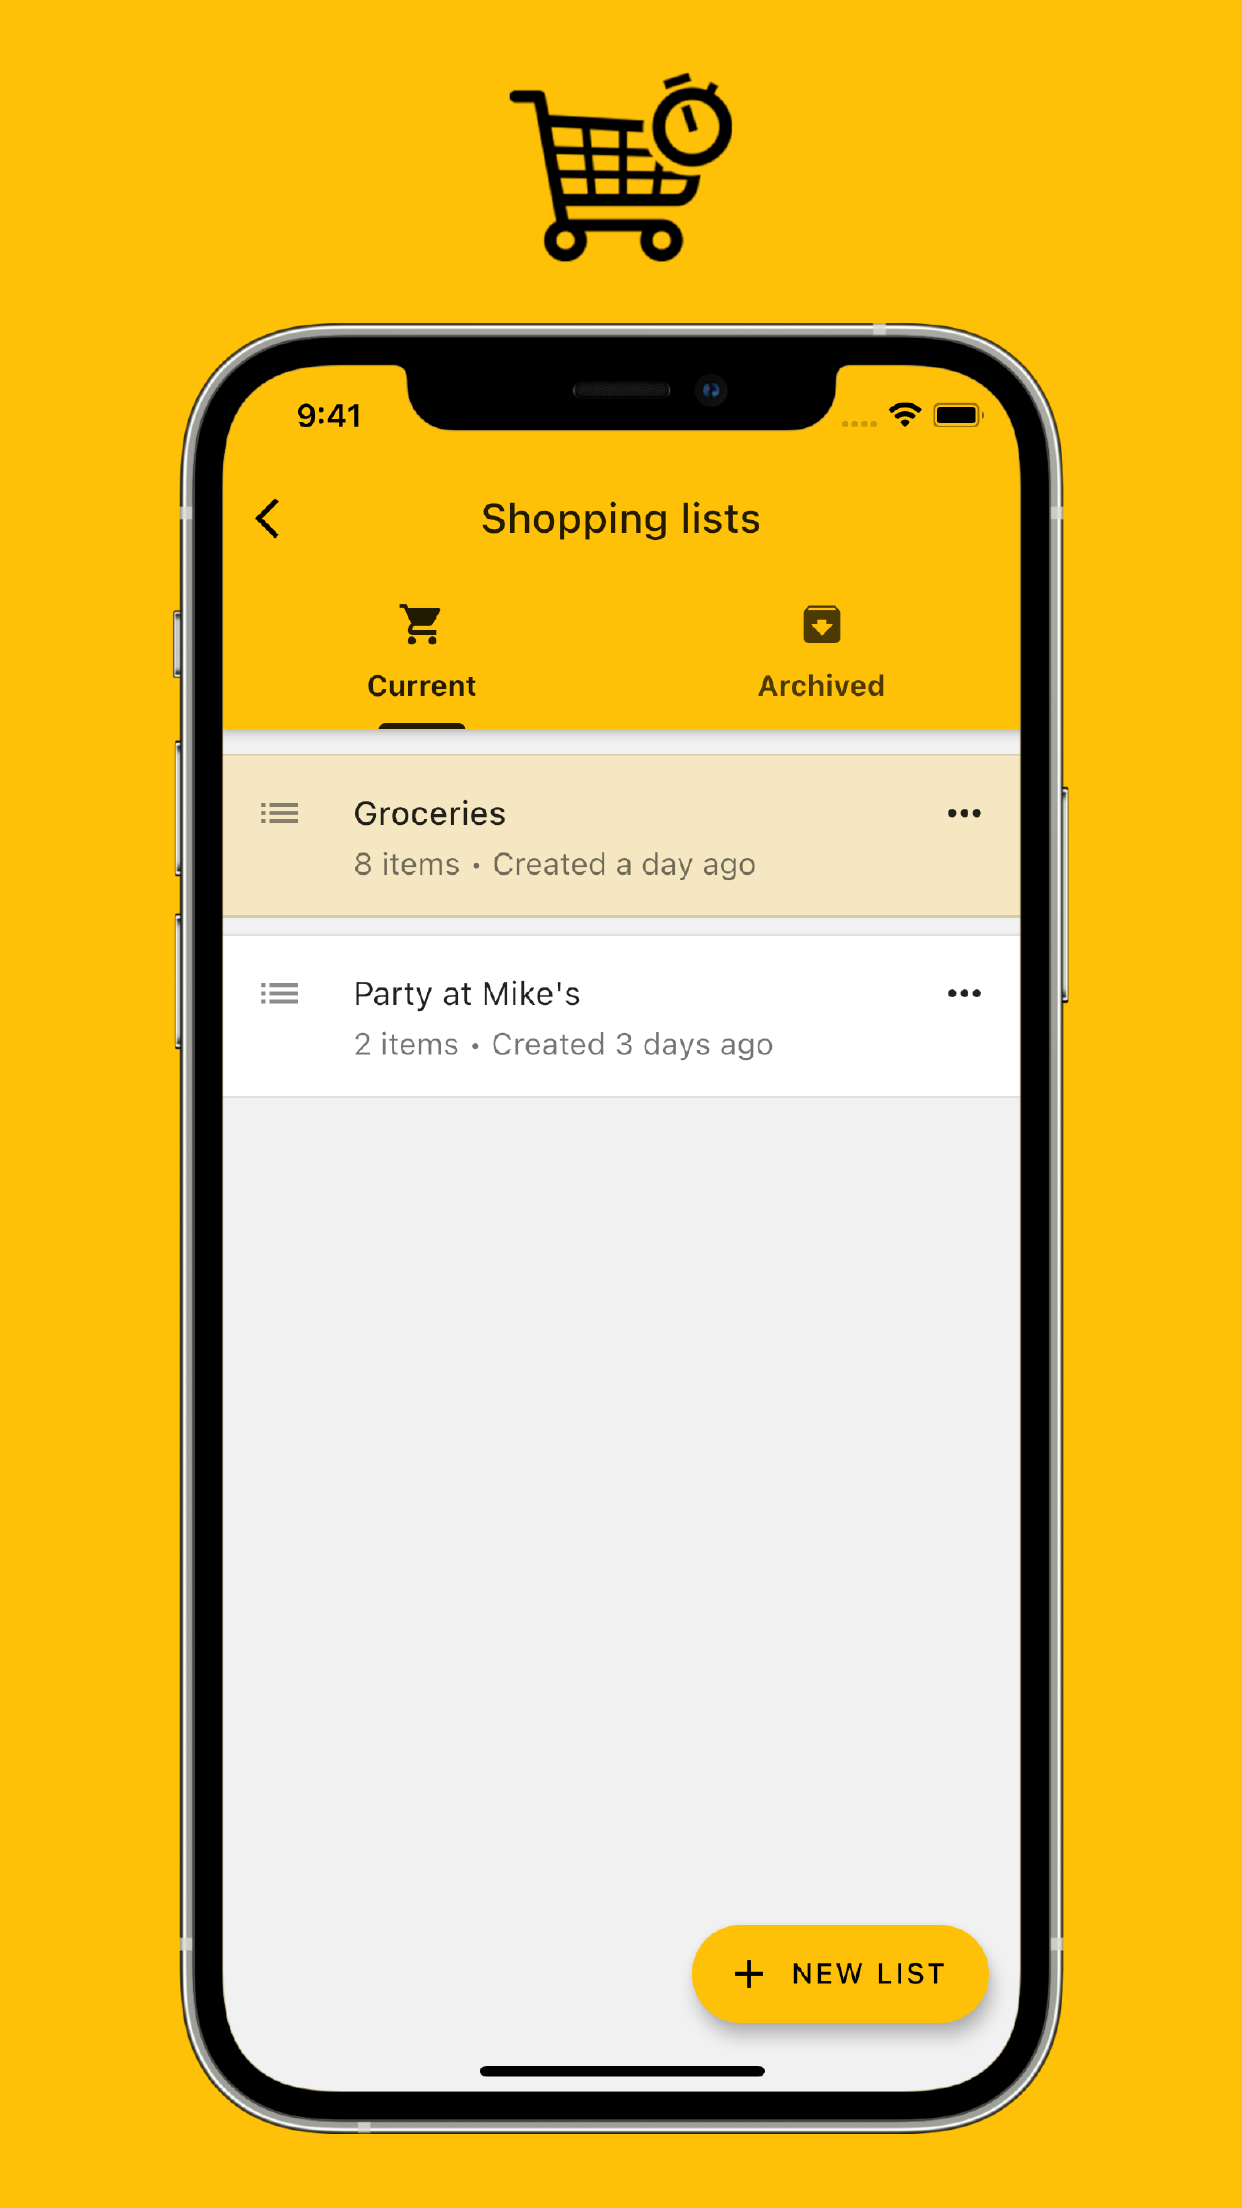 9:41
Shopping lists
Current
Archived
Groceries
8 items • Created a day ago
Party at Mike's
2 items • Created 3 days ago
NEW LIST